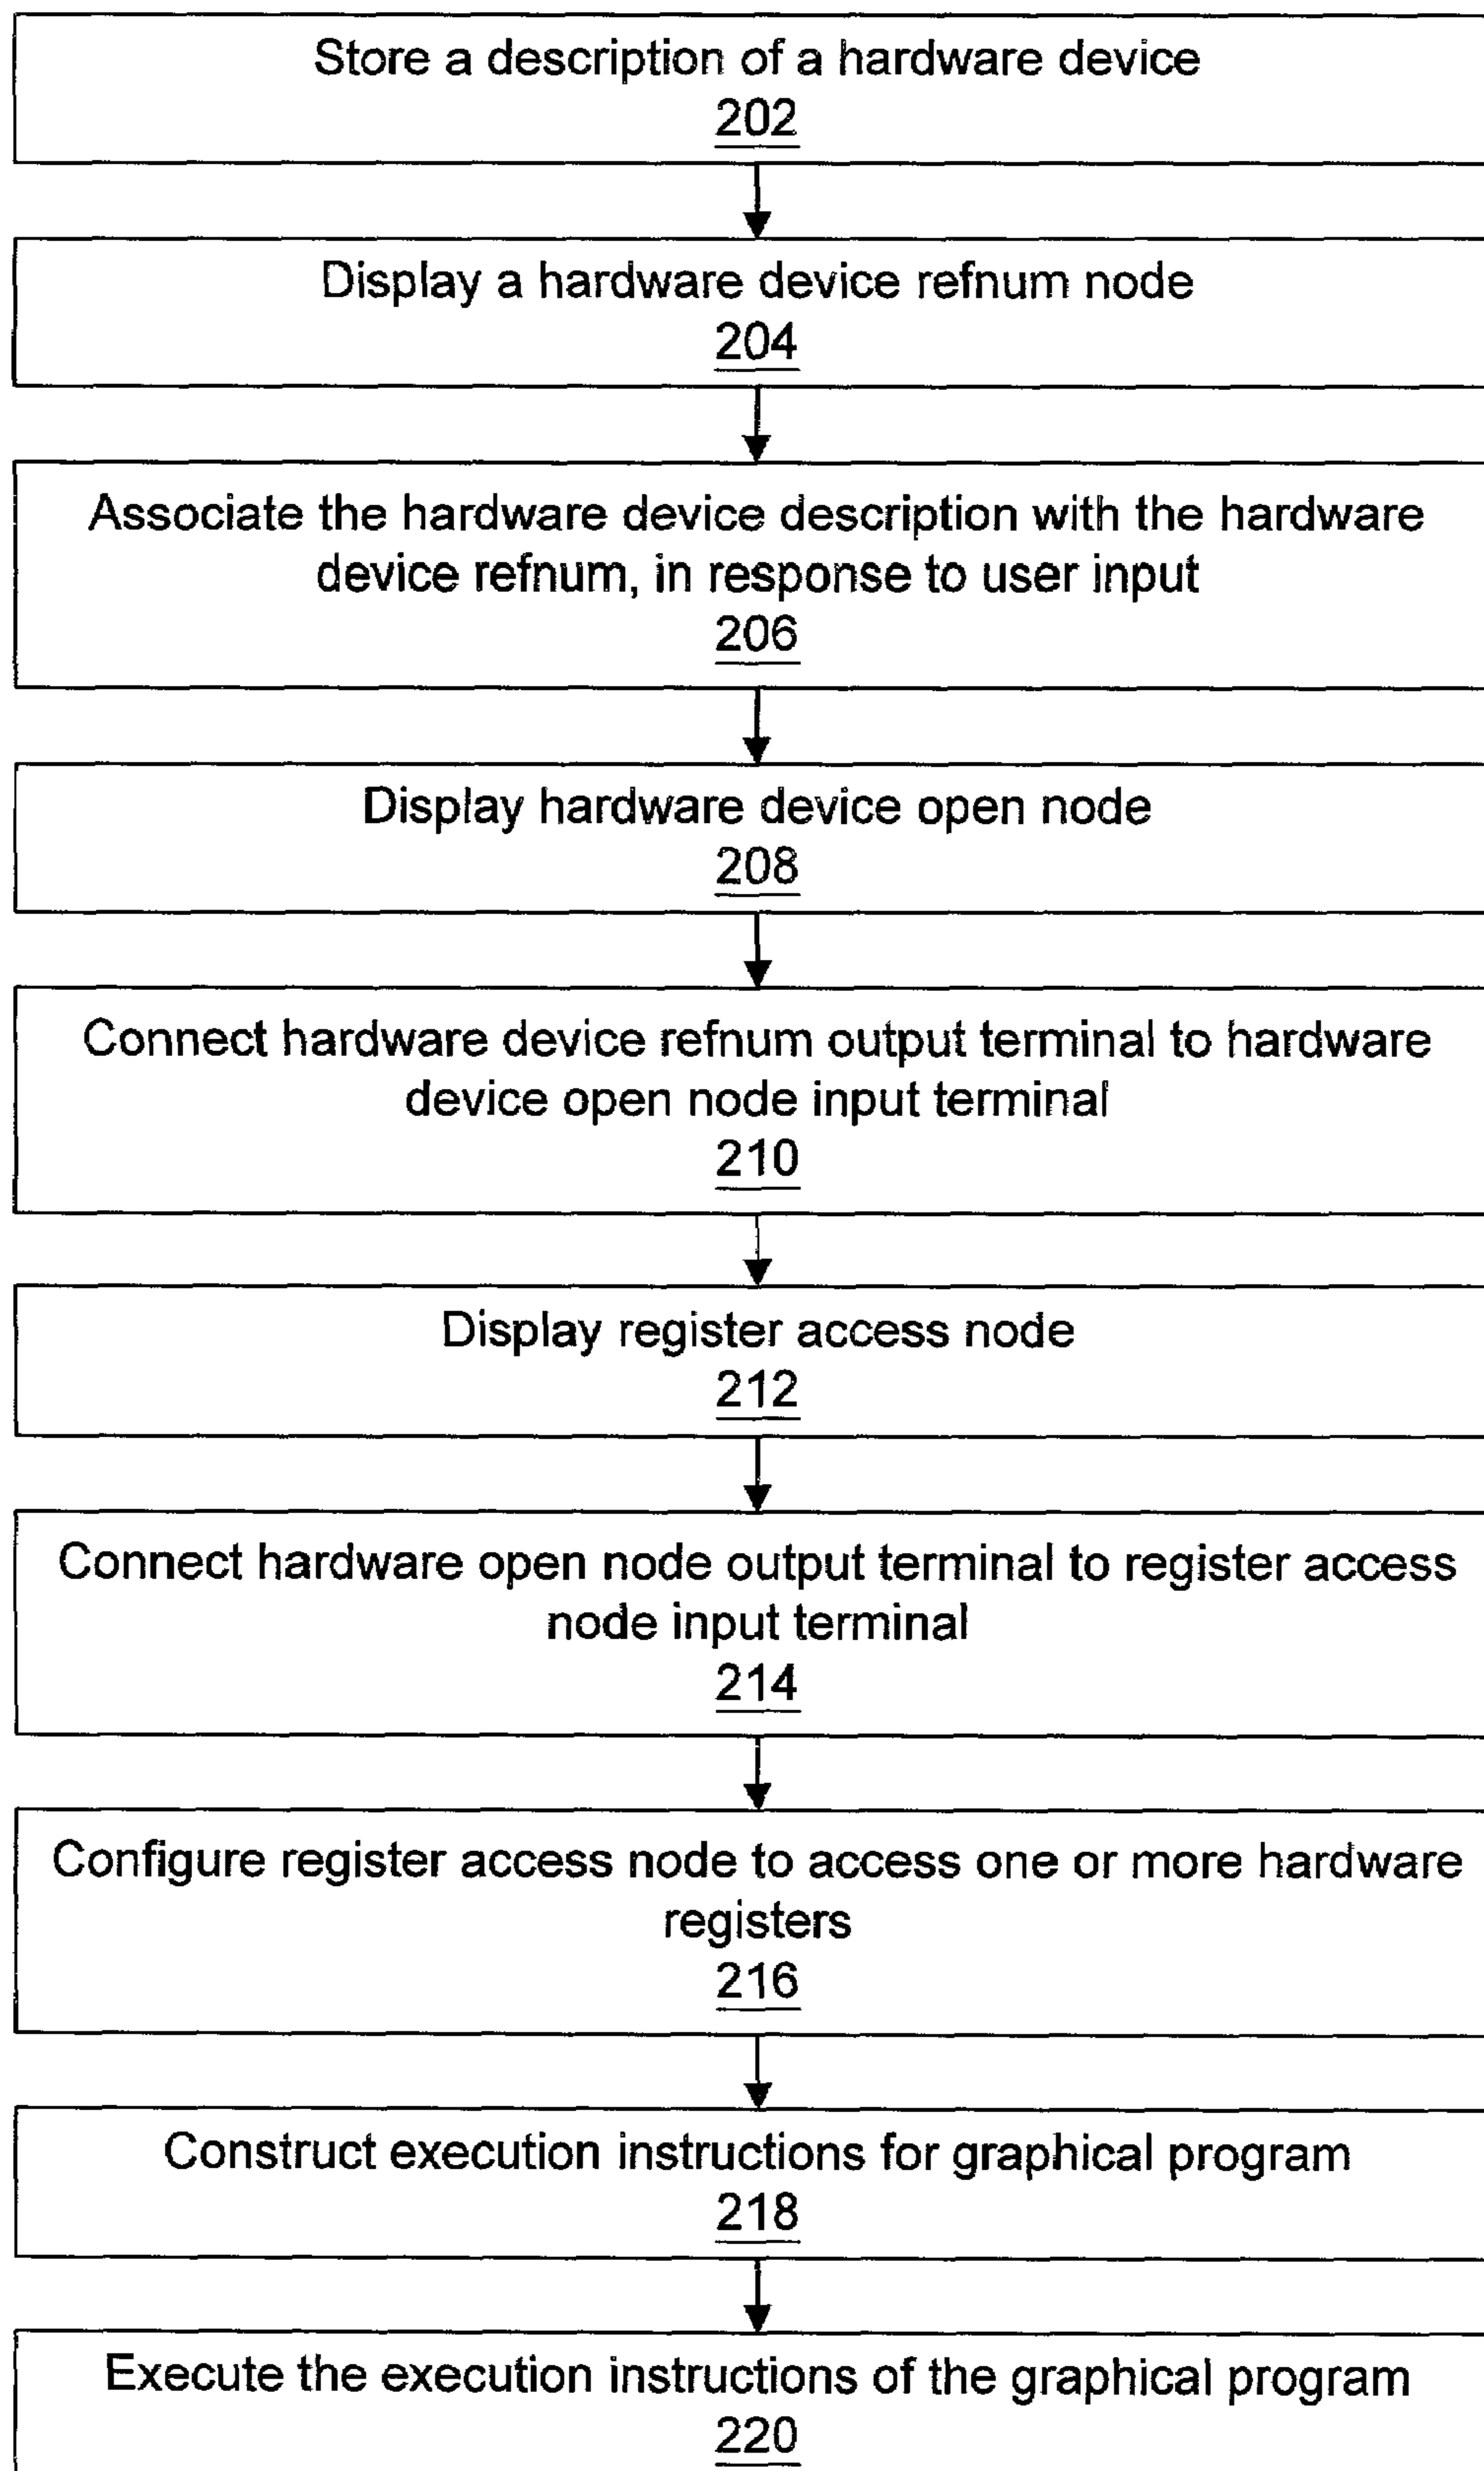 Store a description of a hardware device
202
Display a hardware device refnum node
204
Associate the hardware device description with the hardware
device refnum, in response to user input
206
Display hardware device open node
208
Connect hardware device refnum output terminal to hardware
device open node input terminal
210
Display register access node
212
Connect hardware open node output terminal to register access
node input terminal
214
Configure register access node to access one or more hardware
registers
216
Construct execution instructions for graphical program
218
Execute the execution instructions of the graphical program
220